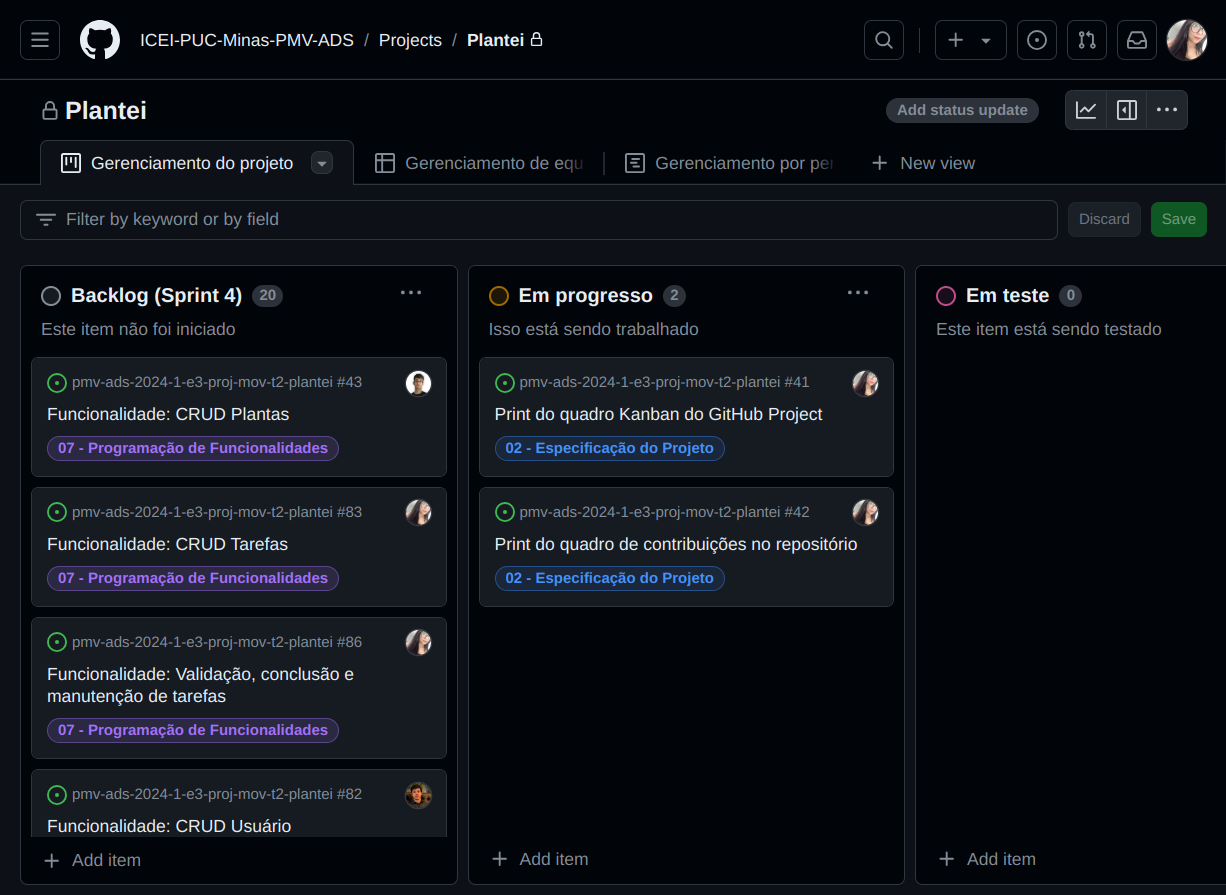 ICEI-PUC-Minas-PMV-ADS / Projects / Plantei
Plantei
Add status update
Gerenciamento do projeto
Gerenciamento de equ
Gerenciamento por per
New view
Filter by keyword or by field
Discard
Save
Backlog (Sprint 4) 20
Este item não foi iniciado
pmv-ads-2024-1-e3-proj-mov-t2-plantei #43
Funcionalidade: CRUD Plantas
07 - Programação de Funcionalidades
pmv-ads-2024-1-e3-proj-mov-t2-plantei #83
Funcionalidade: CRUD Tarefas
07 - Programação de Funcionalidades
pmv-ads-2024-1-e3-proj-mov-t2-plantei #86
Funcionalidade: Validação, conclusão e
manutenção de tarefas
07 - Programação de Funcionalidades
pmv-ads-2024-1-e3-proj-mov-t2-plantei #82
Funcionalidade: CRUD Usuário
Add item
Em progresso 2
Isso está sendo trabalhado
pmv-ads-2024-1-e3-proj-mov-t2-plantei #41
Print do quadro Kanban do GitHub Project
02 - Especificação do Projeto
pmv-ads-2024-1-e3-proj-mov-t2-plantei #42
Print do quadro de contribuições no repositório
02 - Especificação do Projeto
Add item
Em teste 0
Este item está sendo testado
Add item